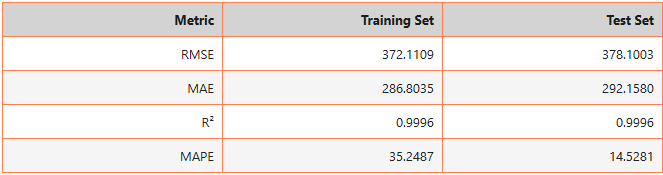 Metric Training Set Test Set
RMSE 372.1109 378.1003
MAE 286.8035 292.1580
R² 0.9996 0.9996
MAPE 35.2487 14.5281